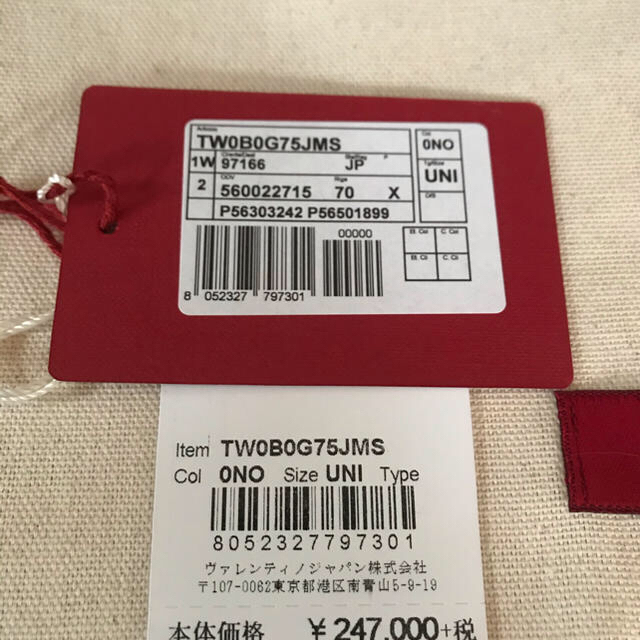 TW0B0G75JMS
0NO
1W 97166 JP P
UNI
2 560022715 70 X
P56303242 P56501899
00000
8 052327 797301
Item TW0B0G75JMS
Col 0NO Size UNI Type
8052327797301
ヴァレンティノジャパン株式会社
〒107-0062東京都港区南青山5-9-19
本体価格 ¥247,000+税